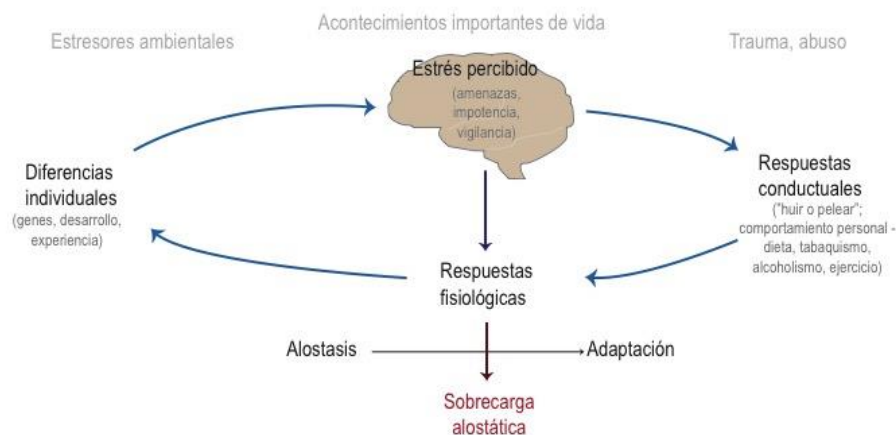 Acontecimientos importantes de vida
Estresores ambientales
Trauma, abuso
Estrés percibido
(amenazas,
impotencia,
vigilancia)
Diferencias
individuales
(genes, desarrollo,
experiencia)
Respuestas
conductuales
("huir o pelear";
comportamiento personal -
dieta, tabaquismo,
alcoholismo, ejercicio)
Respuestas
fisiológicas
Alostasis
Adaptación
Sobrecarga
alostática